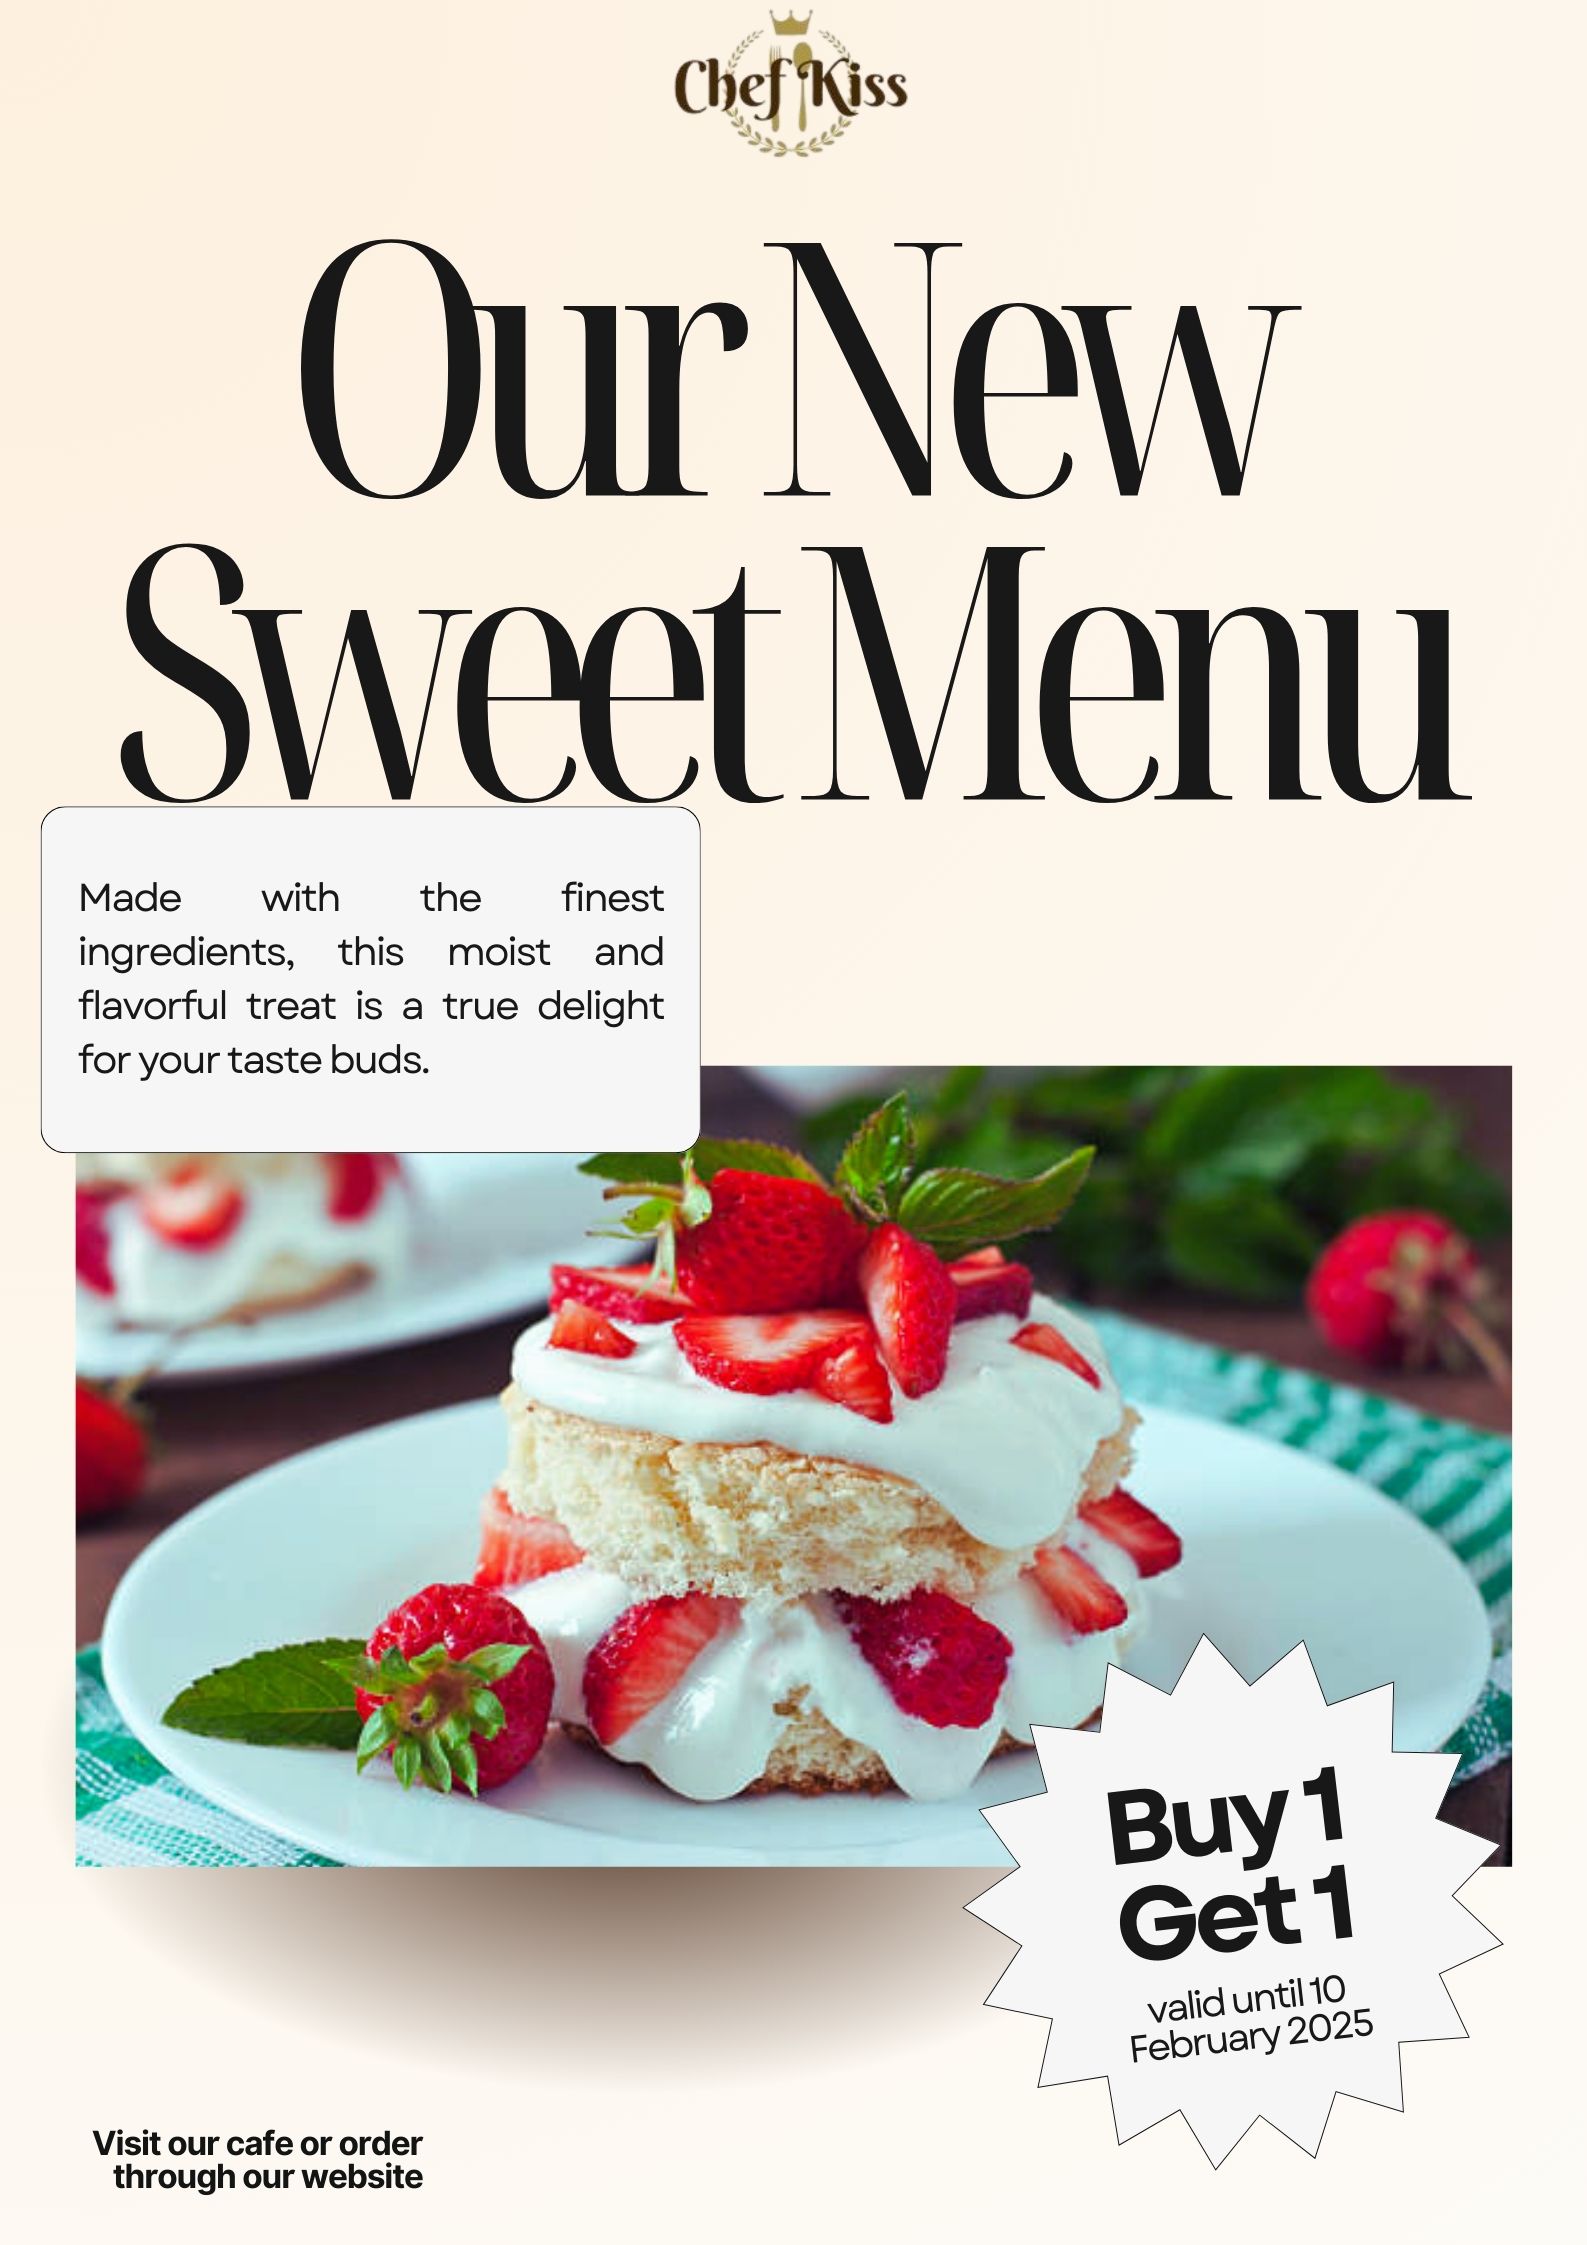 Chef Kiss
Our New
Sweet Menu
Made with the finest
ingredients, this moist and
flavorful treat is a true delight
for your taste buds.
Buy 1
Get 1
valid until 10
February 2025
Visit our cafe or order
through our website